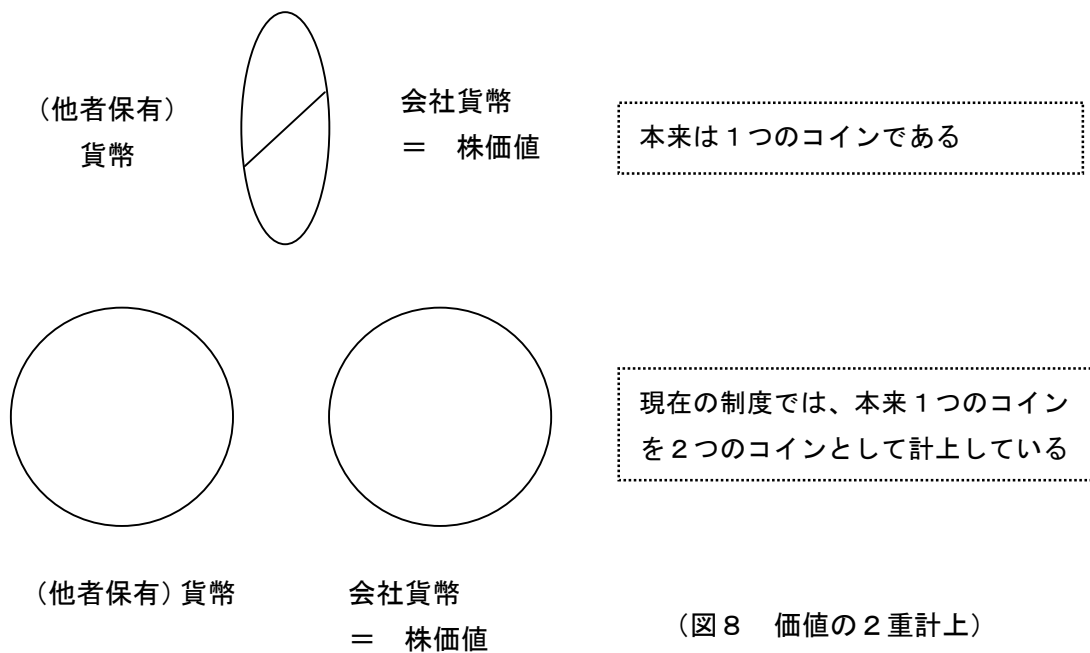 （他者保有）
貨幣
会社貨幣
＝　株価値
本来は１つのコインである
現在の制度では、本来１つのコイン
を２つのコインとして計上している
（他者保有）貨幣
会社貨幣
＝　株価値
（図８　価値の２重計上）